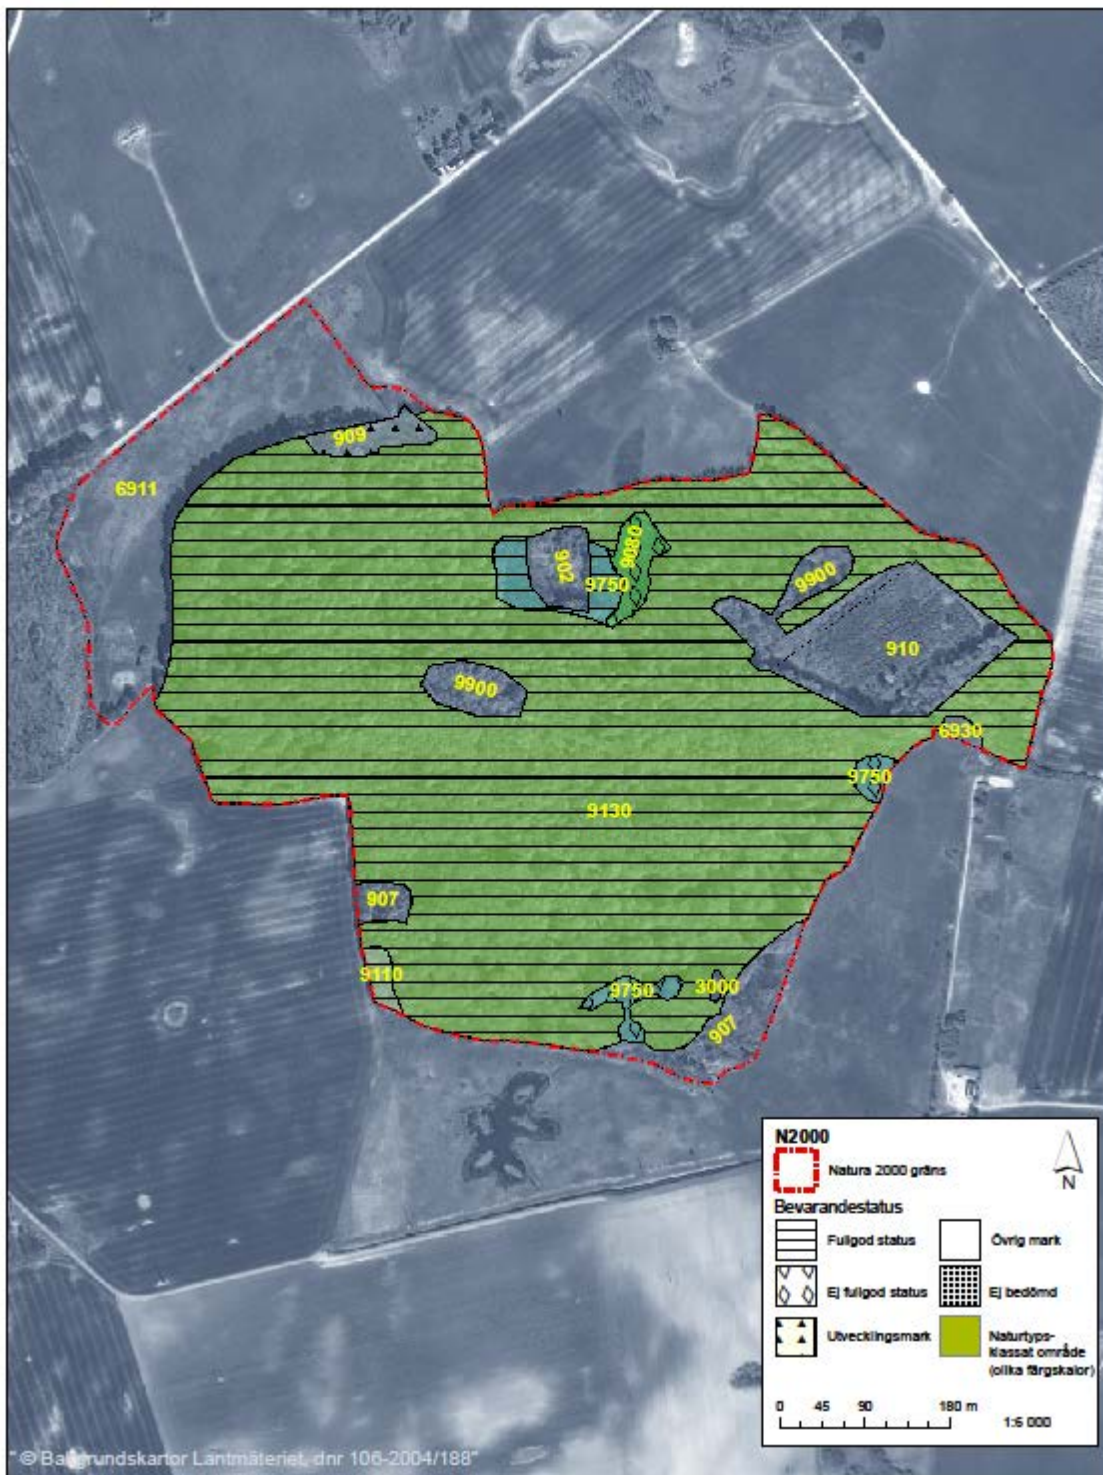 909
6911
902
9750
0806
9900
910
9900
6930
9750
9130
907
9110
9750
3000
907
N2000
Natura 2000 gräns
N
Bevarandestatus
Fullgod status
Övrig mark
Ej fullgod status
Ej bedömd
Utvecklingsmark
Naturtyps-
klassat område
(olika färgskalor)
0 45 90 180 m
1:6 000
" © Bakgrundskartor Lantmäteriet, dnr 106-2004/188"